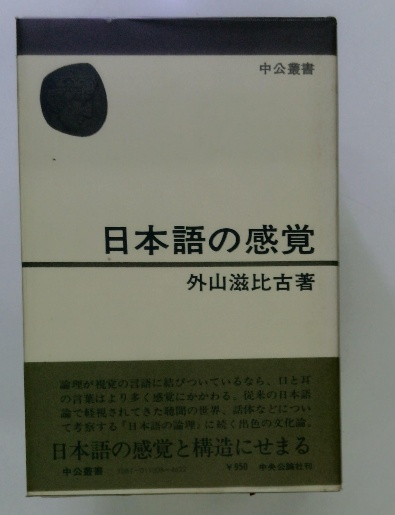 中公叢書
日本語の感覚
外山滋比古著
論理が視覚の言語に結びついているなら、口と耳
の言葉はより多く感覚にかかわる。従来の日本語
論で軽視されてきた聴聞の世界、話体などについ
て考察する『日本語の論理』に続く出色の文化論。
日本語の感覚と構造にせまる
中公叢書
￥950 中央公論社刊